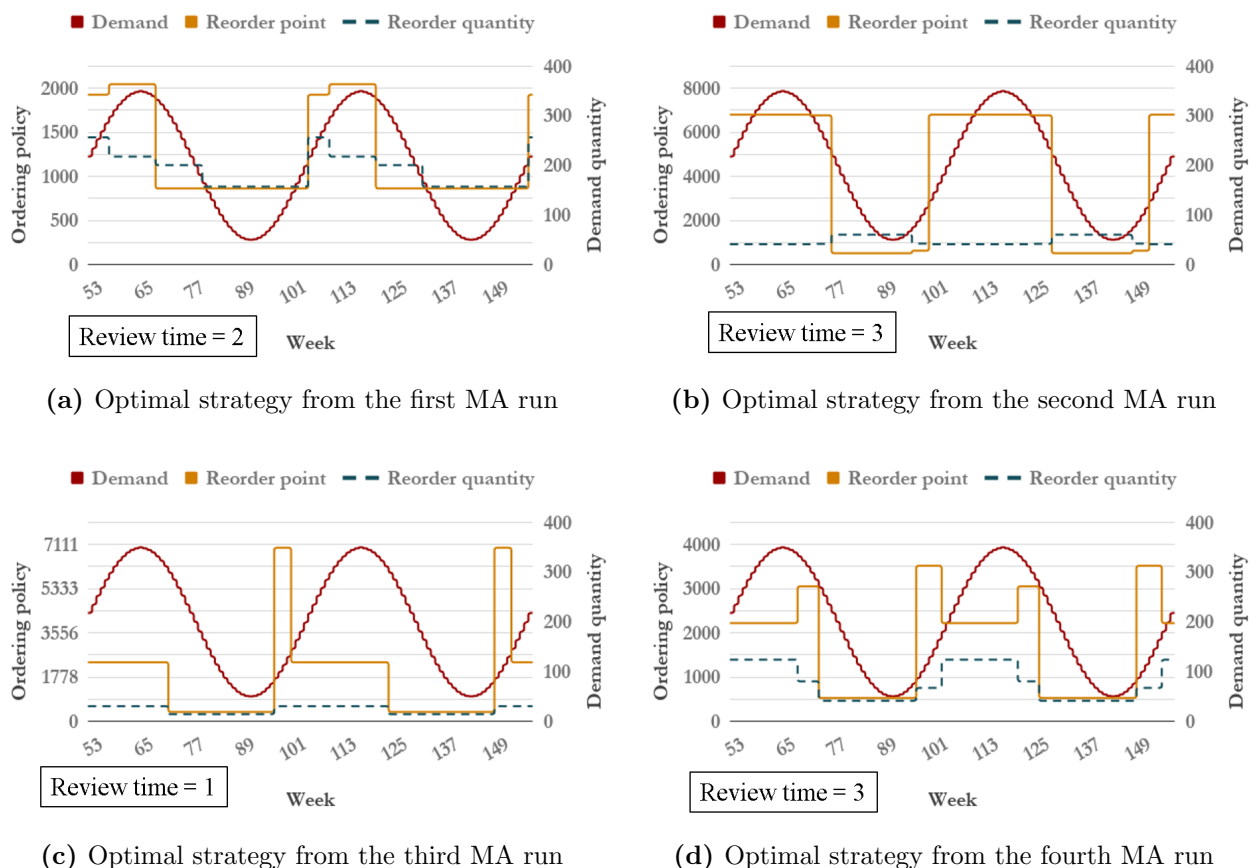 Demand Reorder point Reorder quantity
Ordering policy
2000
1500
1000
500
0
400
300
200
100
0
Demand quantity
53 65 77 89 101 113 125 137 149
Review time = 2
Week
(a) Optimal strategy from the first MA run
Demand Reorder point Reorder quantity
Ordering policy
8000
6000
4000
2000
0
400
300
200
100
0
Demand quantity
53 65 77 89 101 113 125 137 149
Review time = 3
Week
(b) Optimal strategy from the second MA run
Demand Reorder point Reorder quantity
Ordering policy
7111
5333
3556
1778
0
400
300
200
100
0
Demand quantity
53 65 77 89 101 113 125 137 149
Review time = 1
Week
(c) Optimal strategy from the third MA run
Demand Reorder point Reorder quantity
Ordering policy
4000
3000
2000
1000
0
400
300
200
100
0
Demand quantity
53 65 77 89 101 113 125 137 149
Review time = 3
Week
(d) Optimal strategy from the fourth MA run